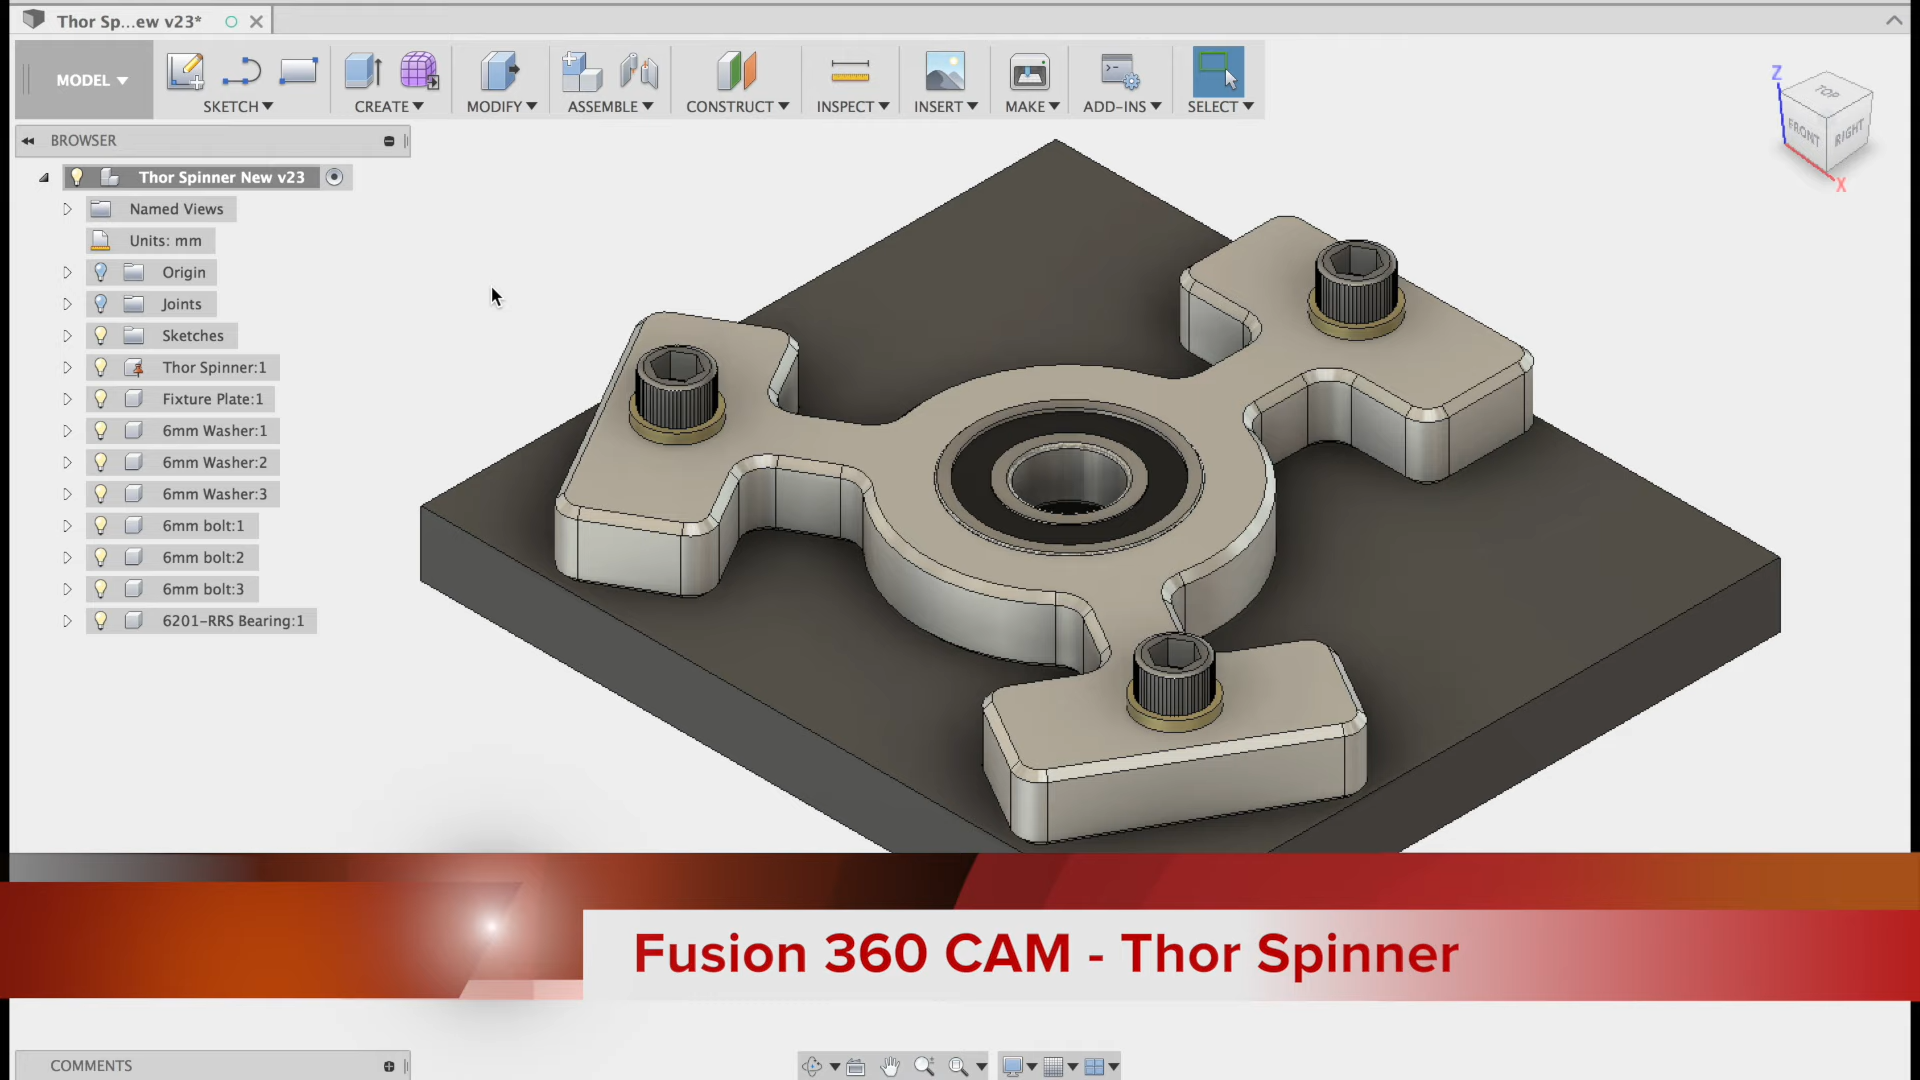 Thor Sp...ew v23*
MODEL
SKETCH
CREATE
MODIFY
ASSEMBLE
CONSTRUCT
INSPECT
INSERT
MAKE
ADD-INS
SELECT
Z
TOP
FRONT
RIGHT
X
BROWSER
Thor Spinner New v23
Named Views
Units: mm
Origin
Joints
Sketches
Thor Spinner:1
Fixture Plate:1
6mm Washer:1
6mm Washer:2
6mm Washer:3
6mm bolt:1
6mm bolt:2
6mm bolt:3
6201-RRS Bearing:1
Fusion 360 CAM - Thor Spinner
COMMENTS